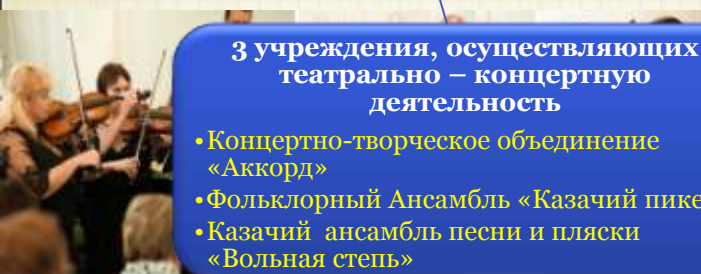 3 учреждения, осуществляющих
театрально – концертную
деятельность
•Концертно-творческое объединение
«Аккорд»
•Фольклорный Ансамбль «Казачий пике
•Казачий ансамбль песни и пляски
«Вольная степь»